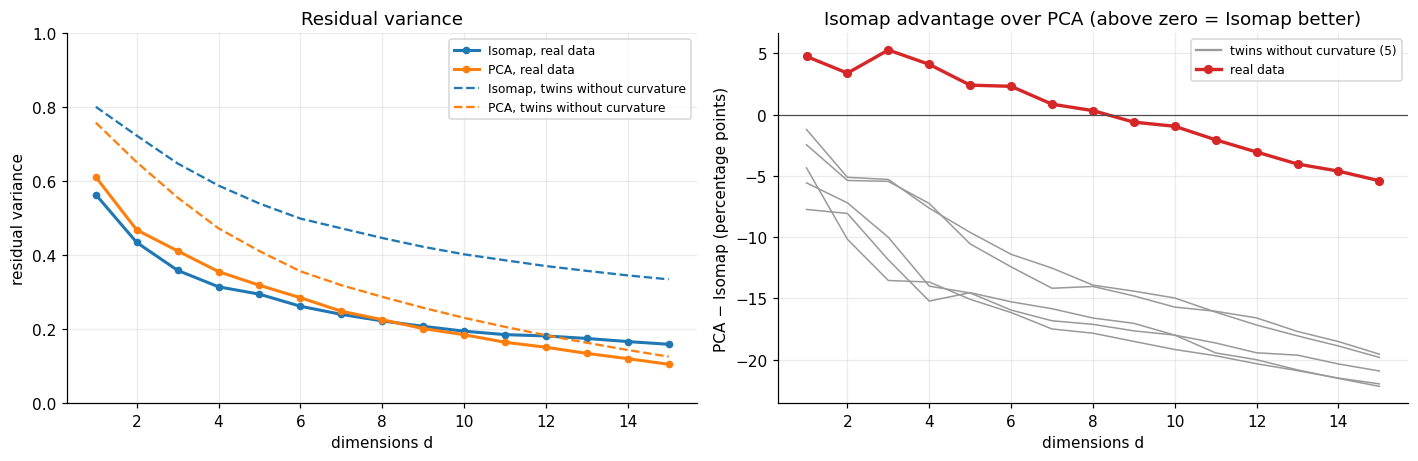 Residual variance
1.0
0.8
0.6
0.4
0.2
0.0
residual variance
2
4
6
8
10
12
14
dimensions d
Isomap, real data
PCA, real data
Isomap, twins without curvature
PCA, twins without curvature
Isomap advantage over PCA (above zero = Isomap better)
5
0
−5
−10
−15
−20
PCA − Isomap (percentage points)
2
4
6
8
10
12
14
dimensions d
twins without curvature (5)
real data